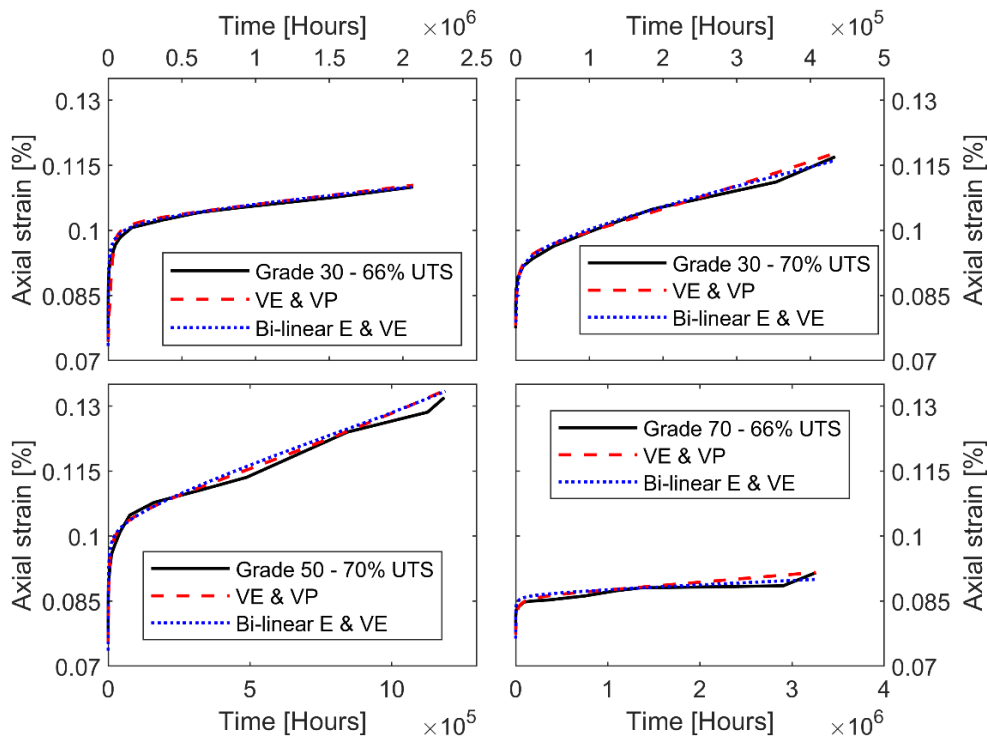 Time [Hours] ×10^6
0 0.5 1 1.5 2 2.5
Time [Hours] ×10^5
0 1 2 3 4 5
Axial strain [%]
0.13
0.115
0.1
0.085
0.07
Grade 30 - 66% UTS
VE & VP
Bi-linear E & VE
Grade 30 - 70% UTS
VE & VP
Bi-linear E & VE
0.13
0.115
0.1
0.085
0.07
Axial strain [%]
Axial strain [%]
0.13
0.115
0.1
0.085
0.07
Grade 50 - 70% UTS
VE & VP
Bi-linear E & VE
0 5 10
Time [Hours] ×10^5
Grade 70 - 66% UTS
VE & VP
Bi-linear E & VE
0.13
0.115
0.1
0.085
0.07
Axial strain [%]
0 1 2 3 4
Time [Hours] ×10^6